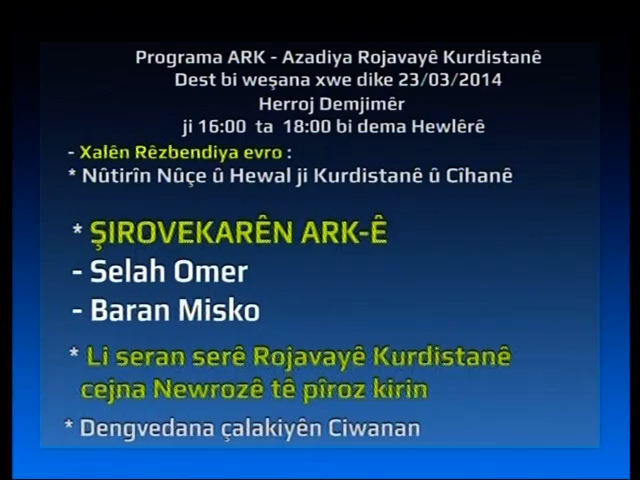 Programa ARK - Azadiya Rojavayê Kurdistanê
Dest bi weşana xwe dike 23/03/2014
Herroj Demjimêr
ji 16:00 ta 18:00 bi dema Hewlêrê
- Xalên Rêzbendiya evro :
* Nûtirîn Nûçe û Hewal ji Kurdistanê û Cîhanê
* ŞIROVEKARÊN ARK-Ê
- Selah Omer
- Baran Misko
* Li seran serê Rojavayê Kurdistanê
cejna Newrozê tê pîroz kirin
* Dengvedana çalakiyên Ciwanan